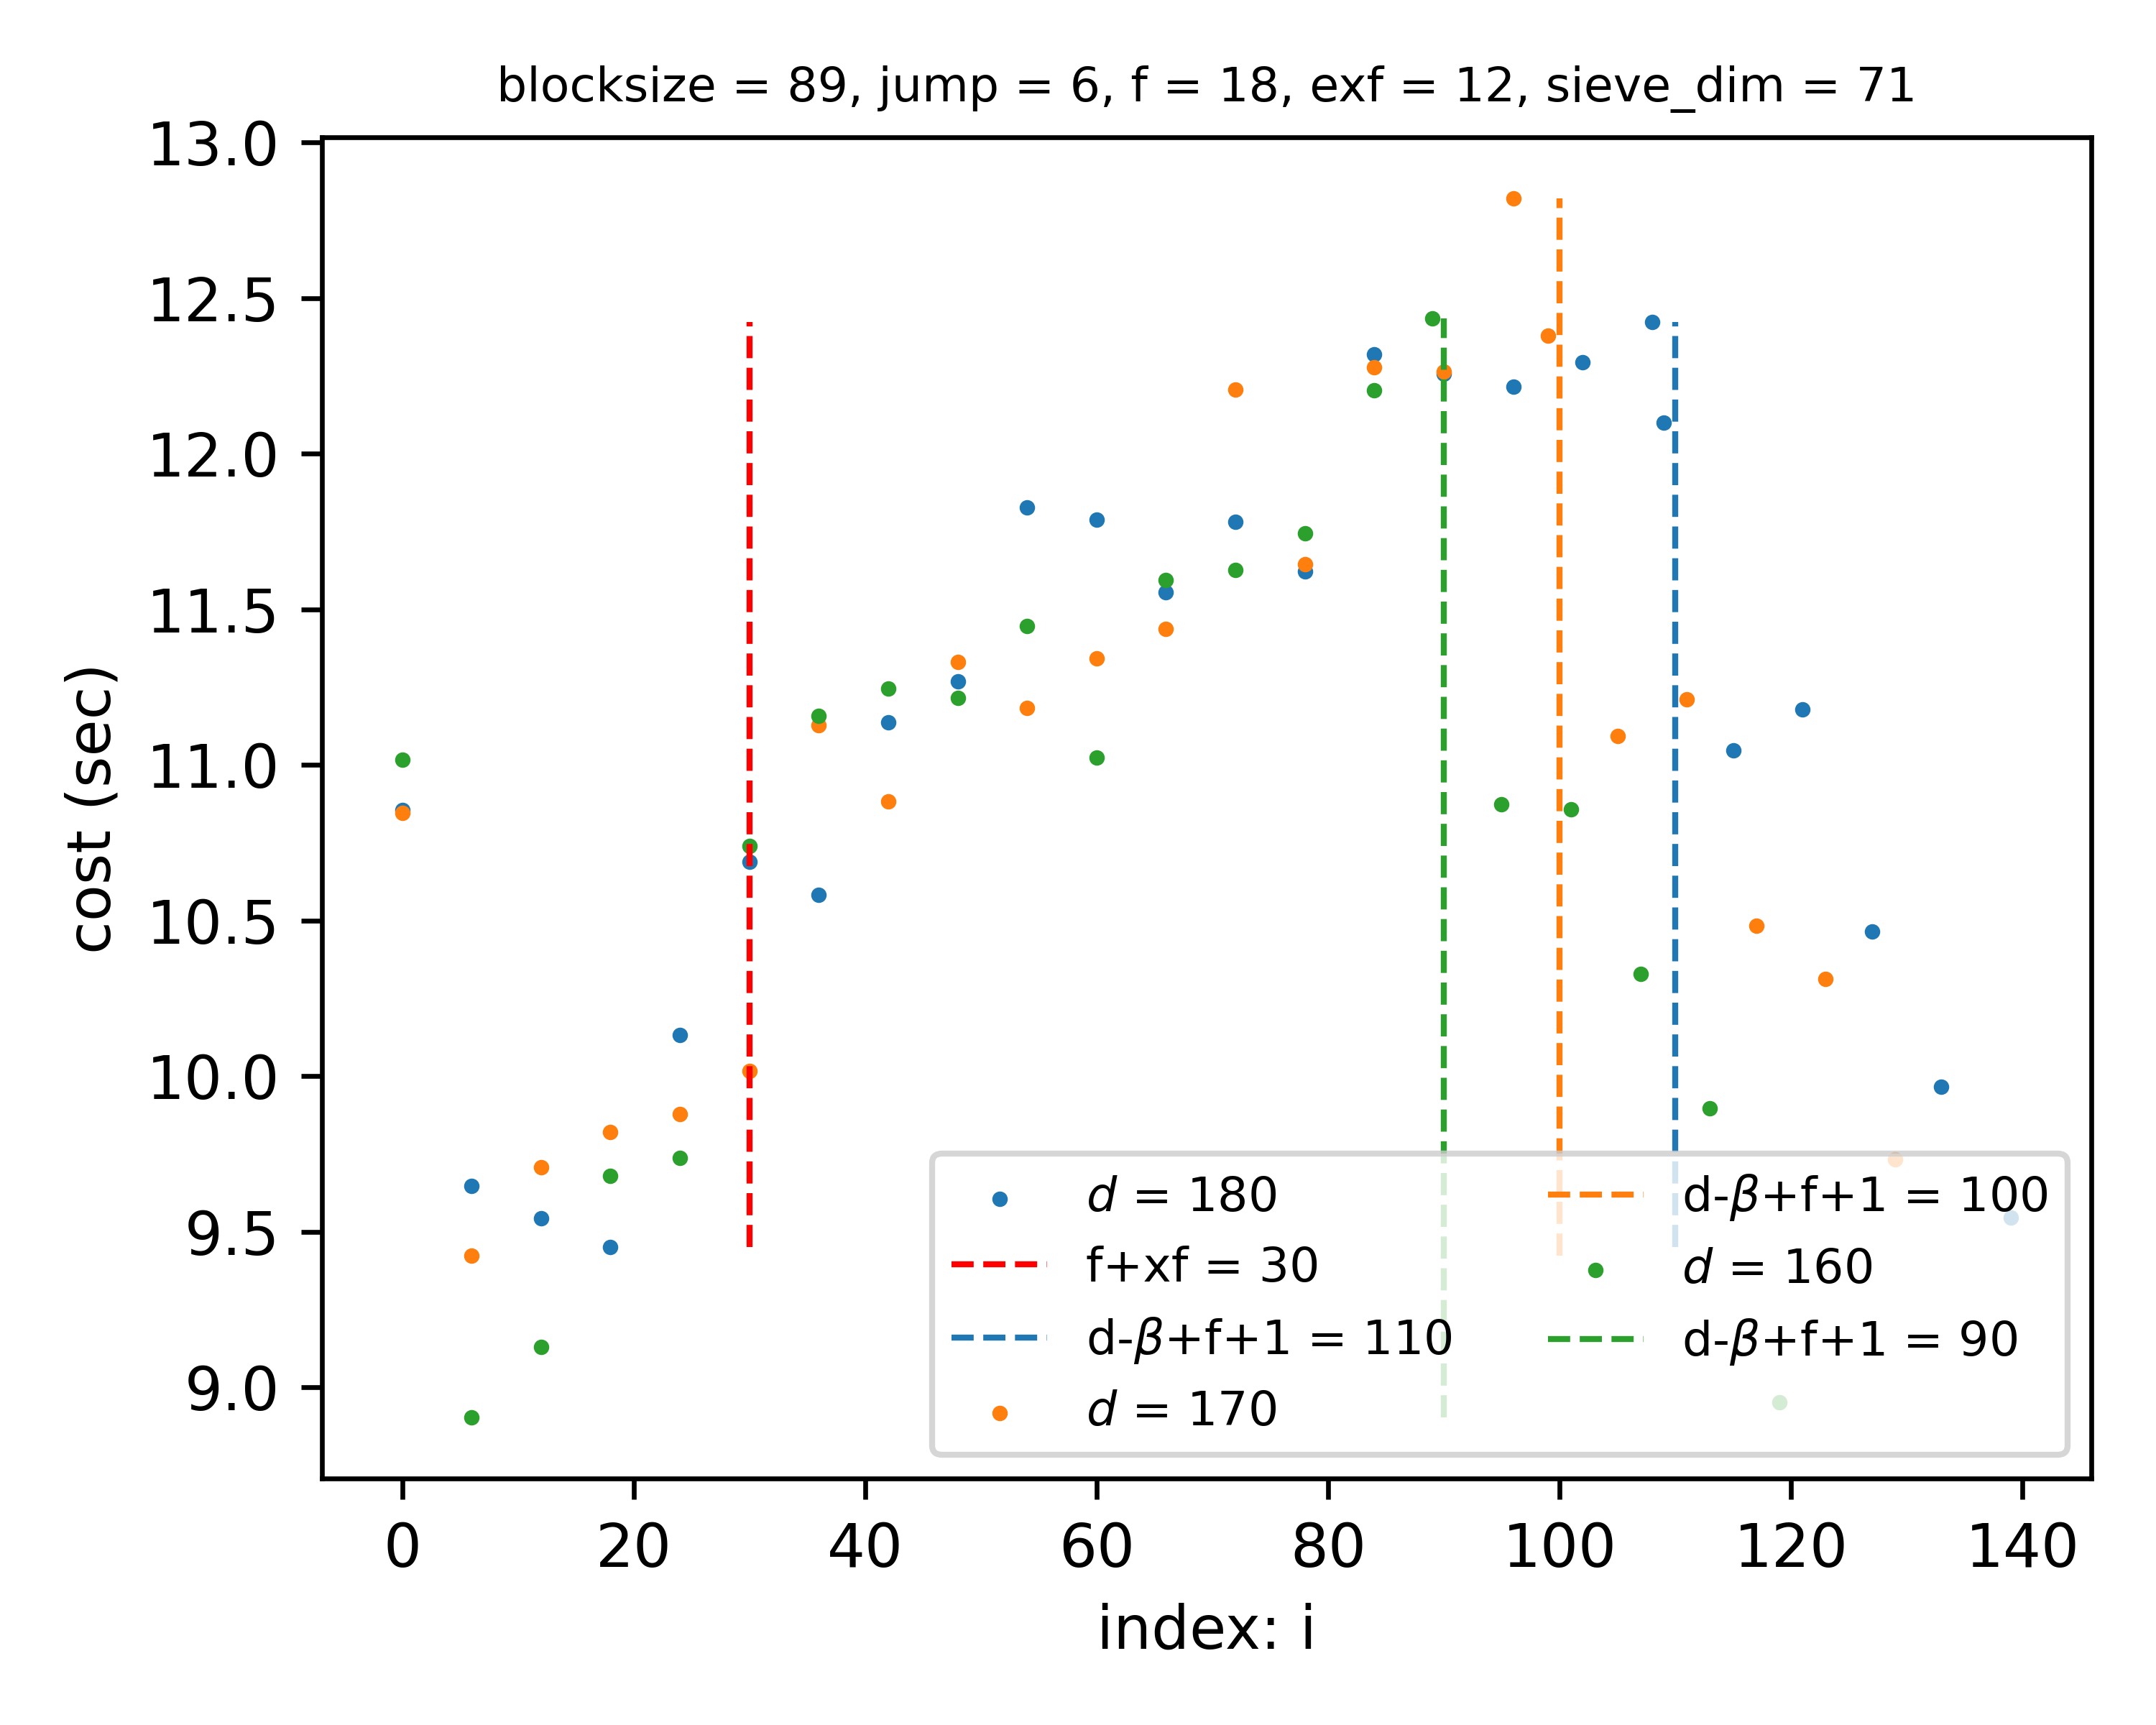 blocksize = 89, jump = 6, f = 18, exf = 12, sieve_dim = 71
13.0
12.5
12.0
11.5
11.0
10.5
10.0
9.5
9.0
cost (sec)
d = 180
f+xf = 30
d-β+f+1 = 110
d = 170
d-β+f+1 = 100
d = 160
d-β+f+1 = 90
0 20 40 60 80 100 120 140
index: i